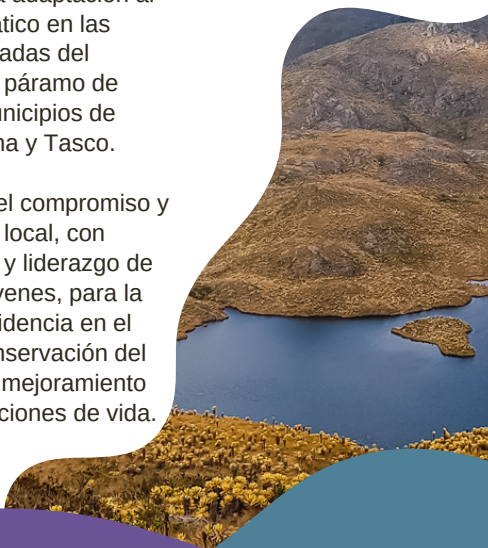 adaptación al
ático en las
adas del
páramo de
nicipios de
na y Tasco.
el compromiso y
local, con
y liderazgo de
venes, para la
idencia en el
nservación del
mejoramiento
ciones de vida.